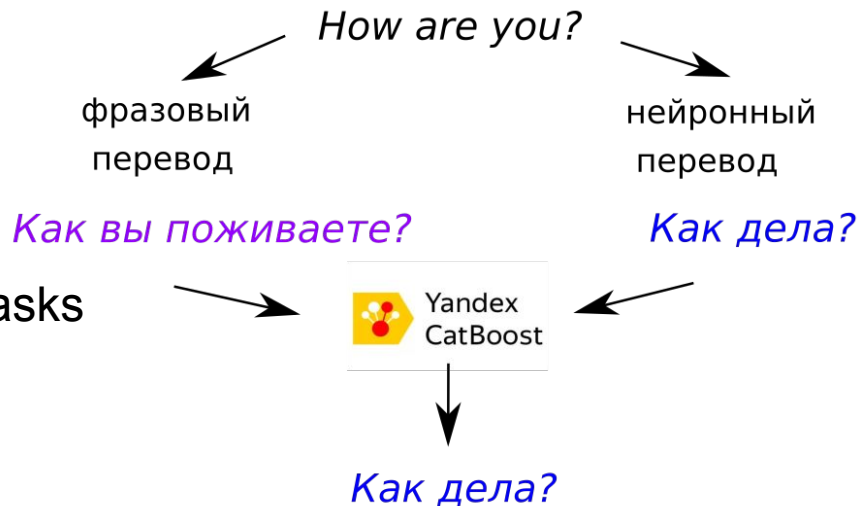 How are you?
фразовый
перевод
нейронный
перевод
Как вы поживаете?
Как дела?
asks
Yandex
CatBoost
Как дела?